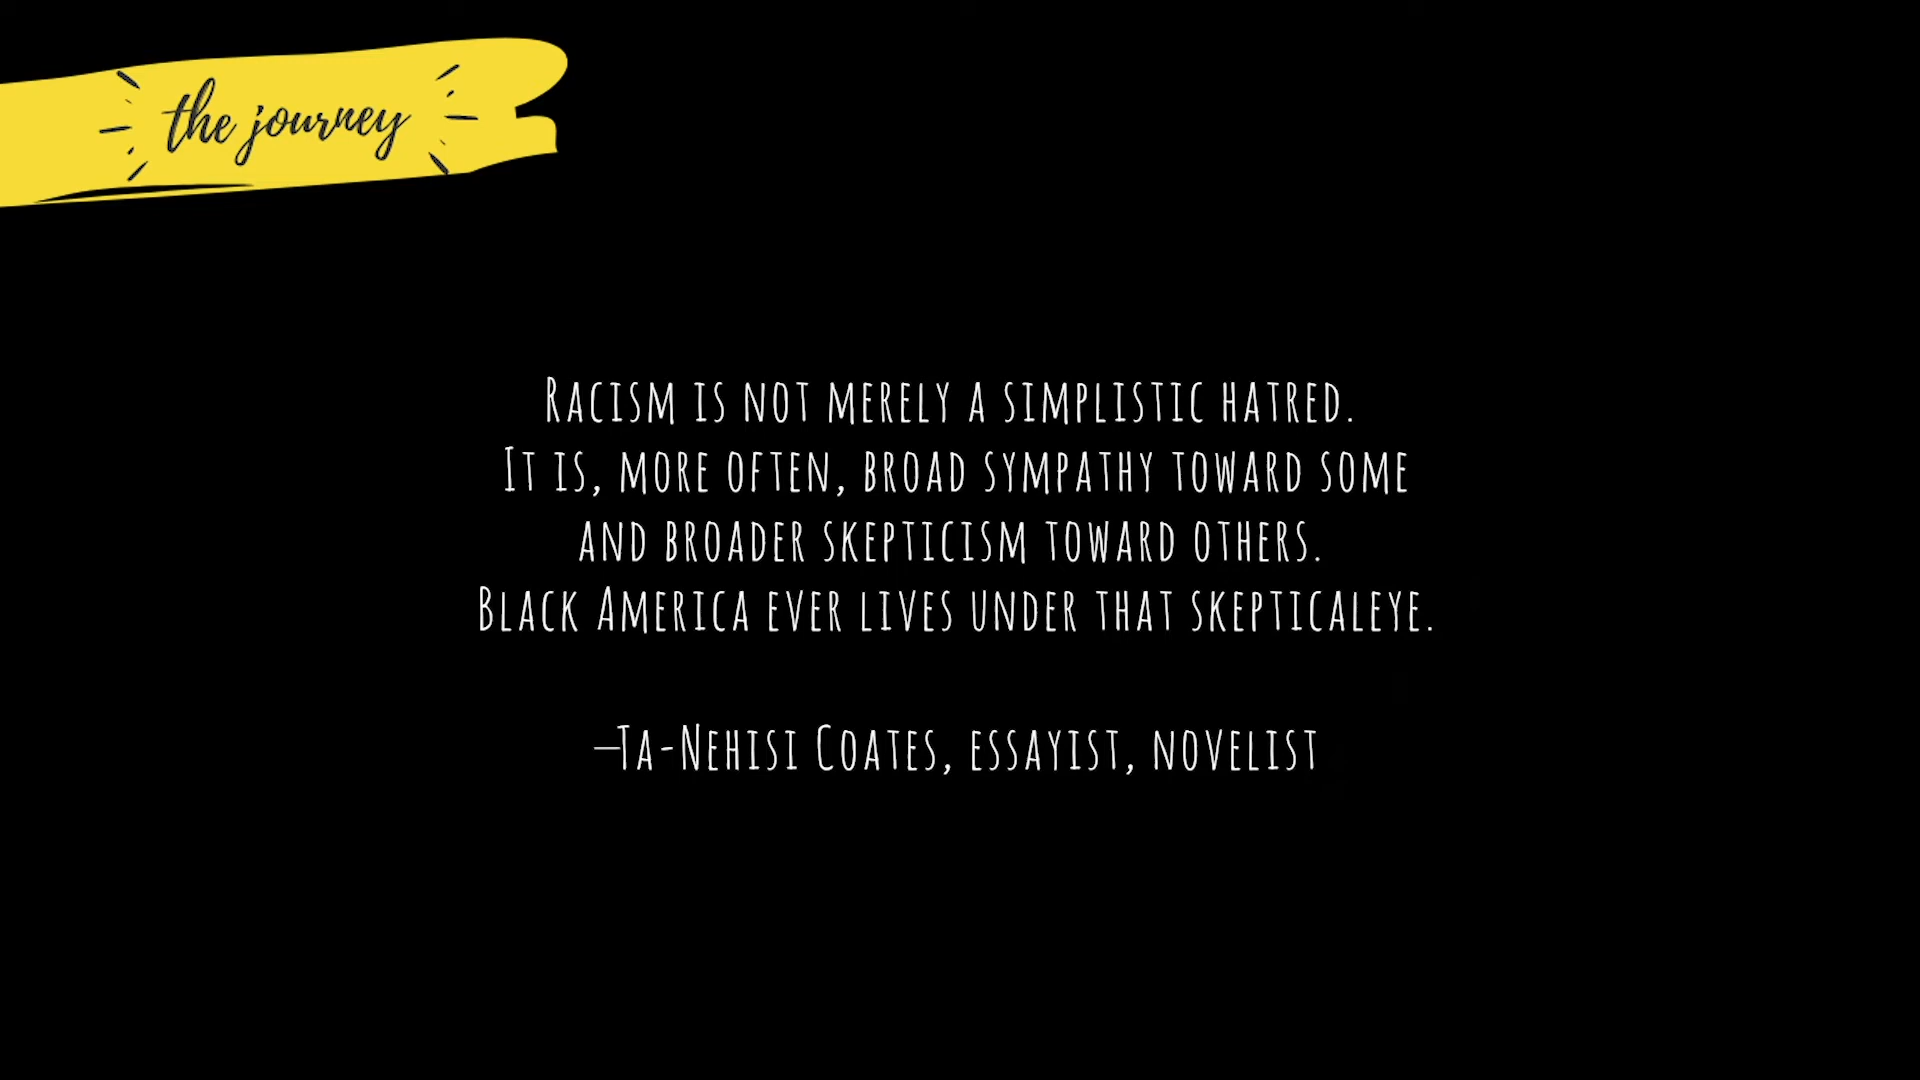 the journey
Racism is not merely a simplistic hatred.
It is, more often, broad sympathy toward some
and broader skepticism toward others.
Black America ever lives under that skepticaleye.
—Ta-Nehisi Coates, essayist, novelist